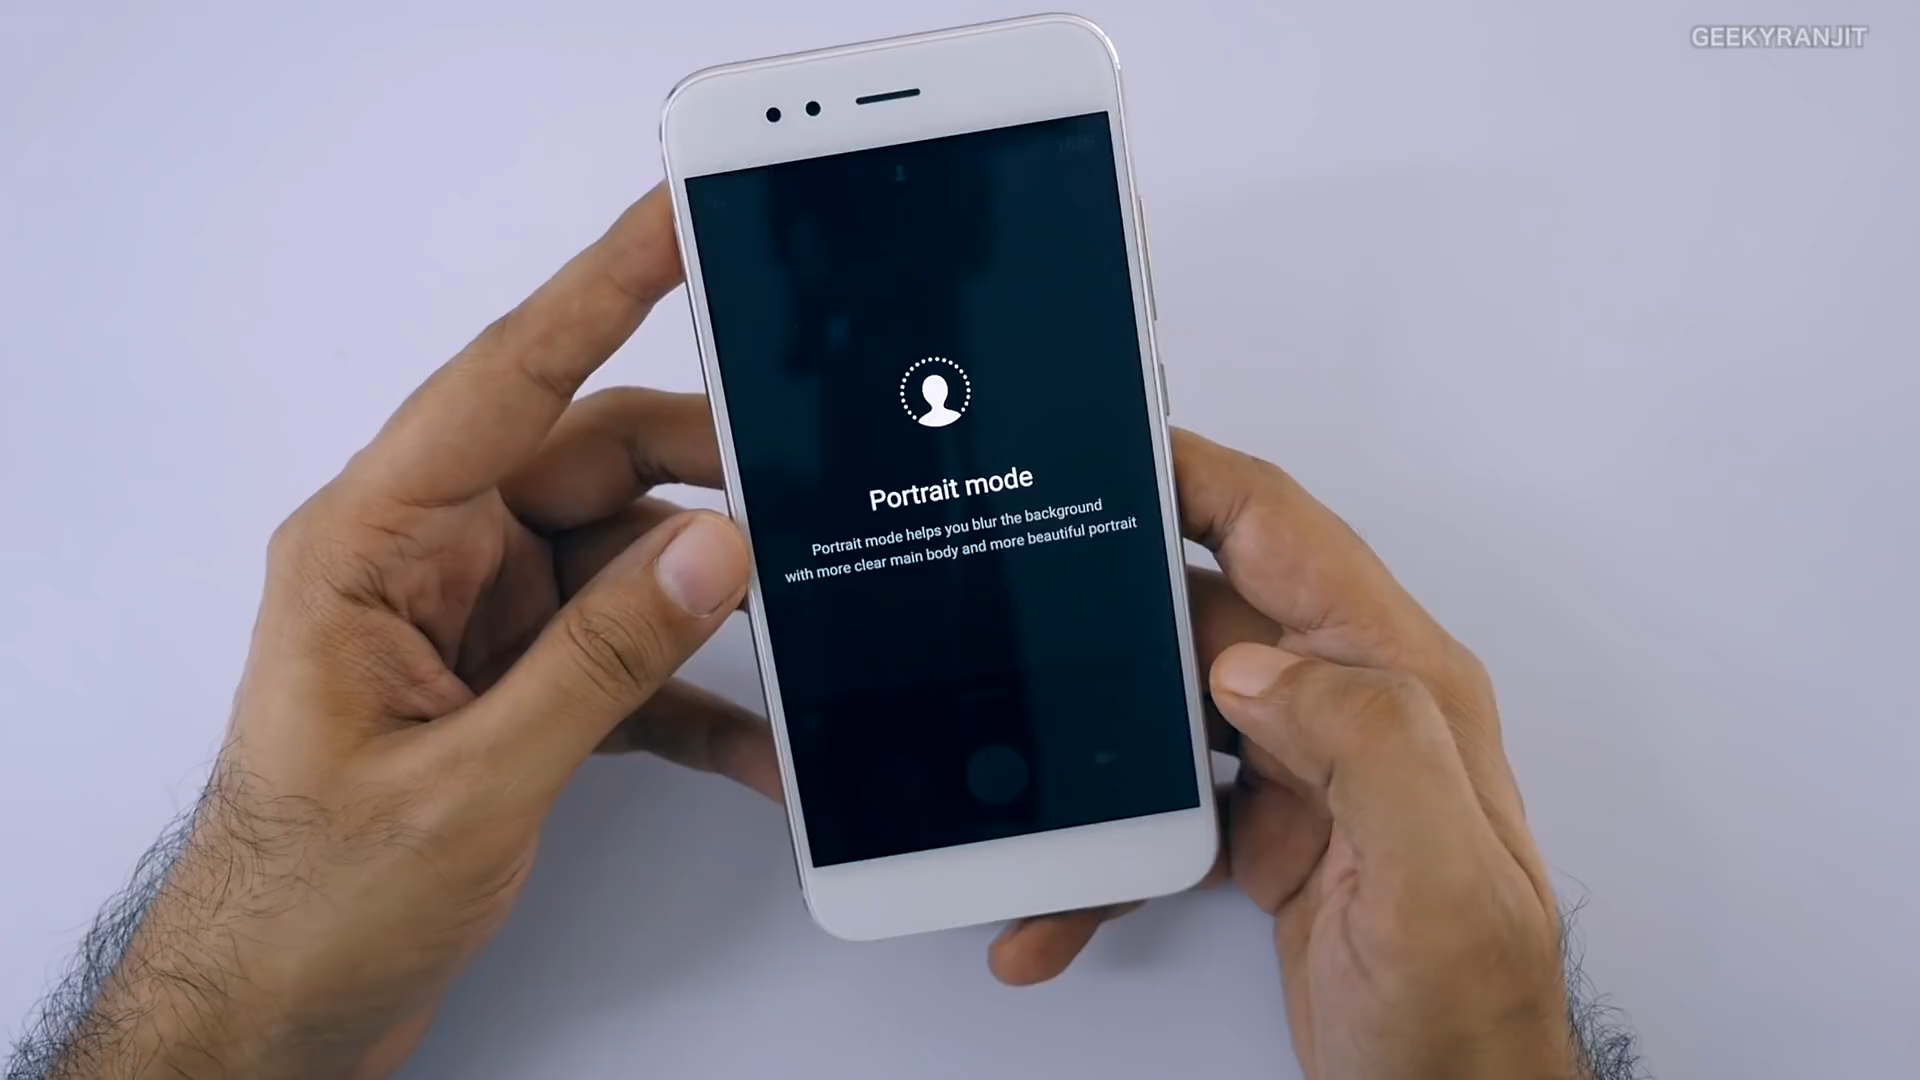 GEEKYRANJIT
Portrait mode
Portrait mode helps you blur the background
with more clear main body and more beautiful portrait